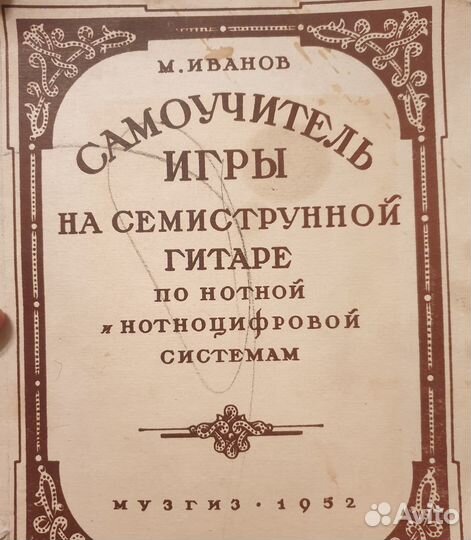 М. ИВАНОВ
САМОУЧИТЕЛЬ
ИГРЫ
НА СЕМИСТРУННОЙ
ГИТАРЕ
ПО НОТНОЙ
и НОТНОЦИФРОВОЙ
СИСТЕМАМ
МУЗГИЗ · 1952
Avito